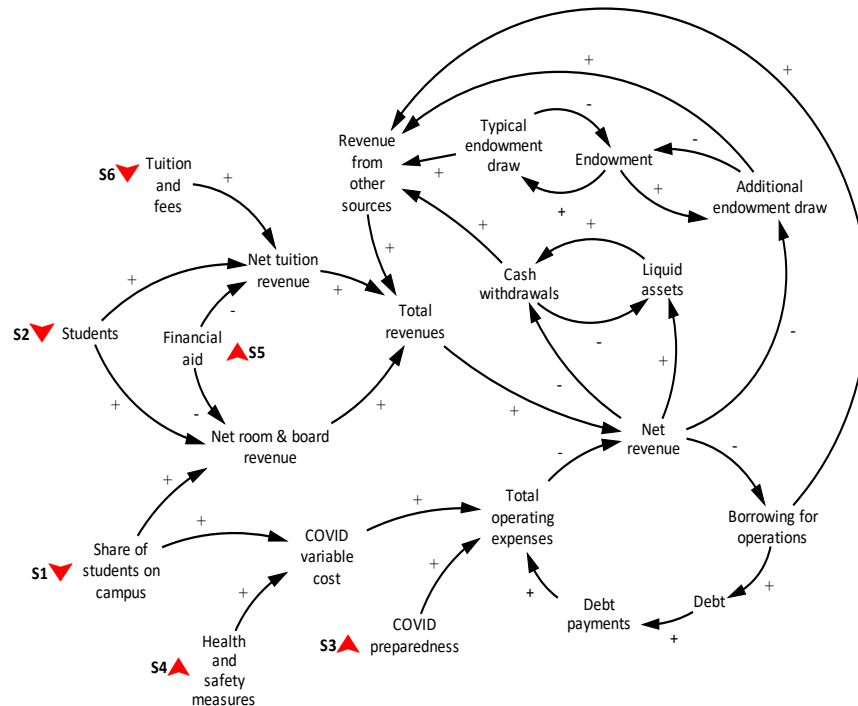 +
+
-
Typical
endowment
draw
Revenue
from
other
sources
Endowment
-
+
+
Additional
endowment draw
S6
Tuition
and
fees
+
+
+
+
Net tuition
revenue
+
+
Cash
withdrawals
Liquid
assets
+
+
Total
revenues
S2
Students
-
Financial
aid
S5
-
-
+
-
+
-
+
+
Net room & board
revenue
Net
revenue
-
-
+
+
Total
operating
expenses
+
COVID
variable
cost
Borrowing for
operations
S1
Share of
students on
campus
+
+
+
+
Debt
payments
Debt
+
S3
COVID
preparedness
S4
Health
and
safety
measures